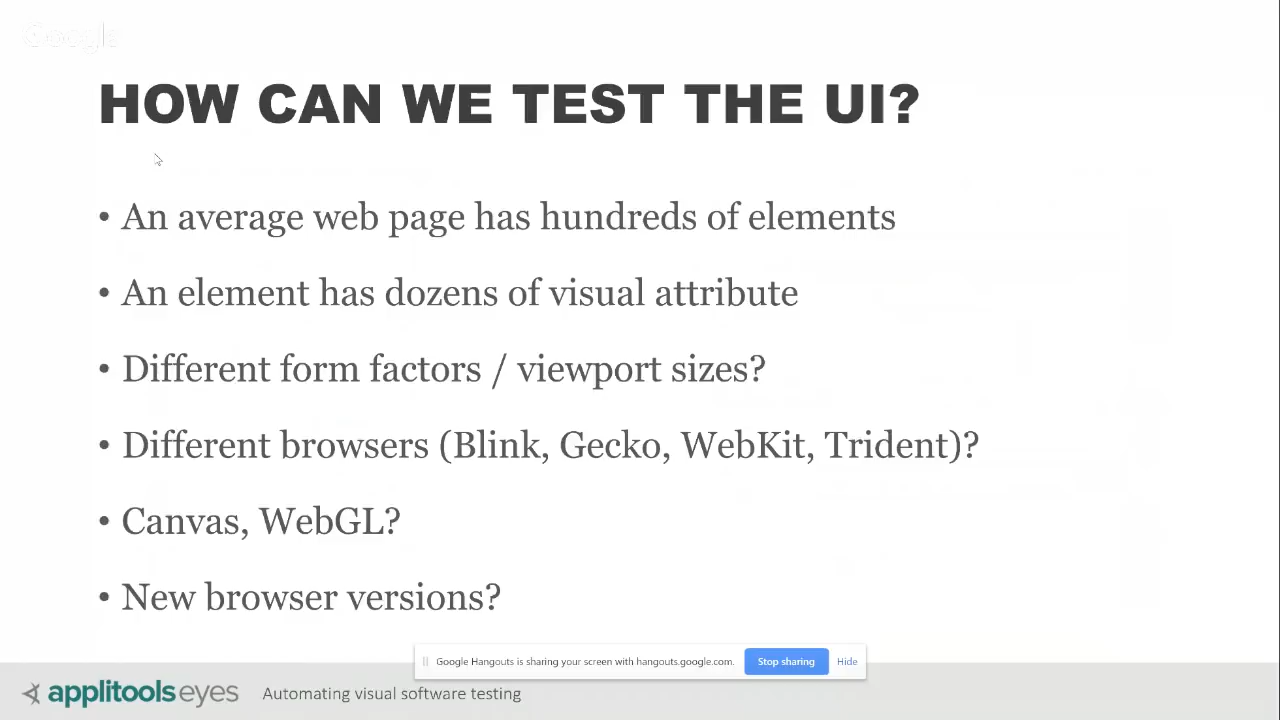 Google
HOW CAN WE TEST THE UI?
• An average web page has hundreds of elements
• An element has dozens of visual attribute
• Different form factors / viewport sizes?
• Different browsers (Blink, Gecko, WebKit, Trident)?
• Canvas, WebGL?
• New browser versions?
Google Hangouts is sharing your screen with hangouts.google.com. Stop sharing Hide
applitools eyes Automating visual software testing